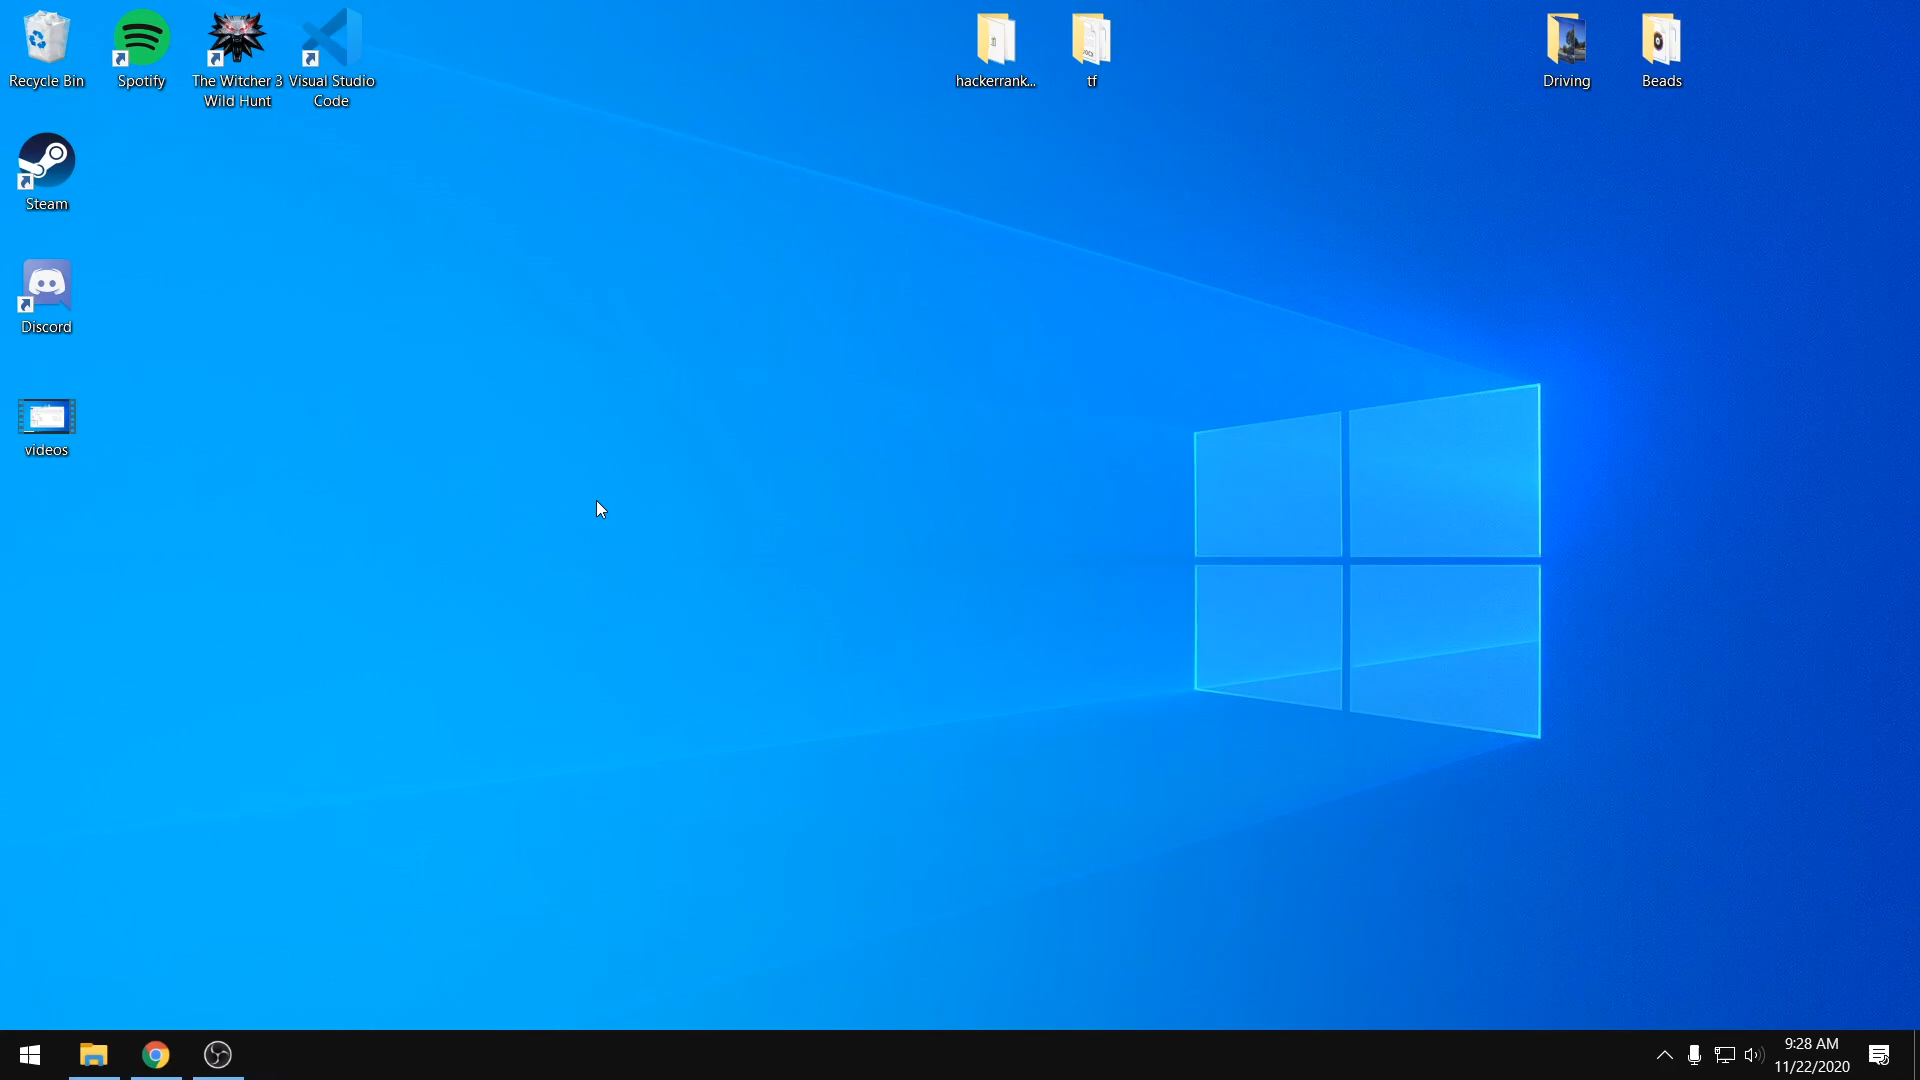 Recycle Bin
Spotify
The Witcher 3
Wild Hunt
Visual Studio
Code
hackerrank...
tf
Driving
Beads
Steam
Discord
videos
9:28 AM
11/22/2020